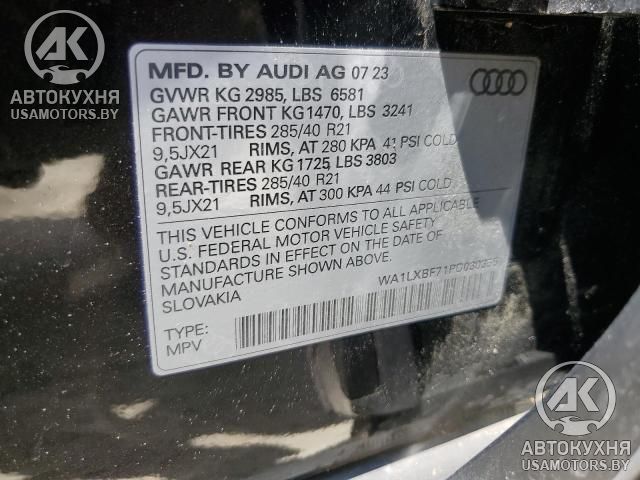 АК
АВТОКУХНЯ
USAMOTORS.BY
MFD. BY AUDI AG 07 23
GVWR KG 2985, LBS 6581
GAWR FRONT KG1470, LBS 3241
FRONT-TIRES 285/40 R21
9,5JX21 RIMS, AT 280 KPA 41 PSI COLD
GAWR REAR KG 1725, LBS 3803
REAR-TIRES 285/40 R21
9,5JX21 RIMS, AT 300 KPA 44 PSI COLD
THIS VEHICLE CONFORMS TO ALL APPLICABLE
U.S. FEDERAL MOTOR VEHICLE SAFETY
STANDARDS IN EFFECT ON THE DATE OF
MANUFACTURE SHOWN ABOVE.
SLOVAKIA
TYPE:
MPV
АК
АВТОКУХНЯ
USAMOTORS.BY